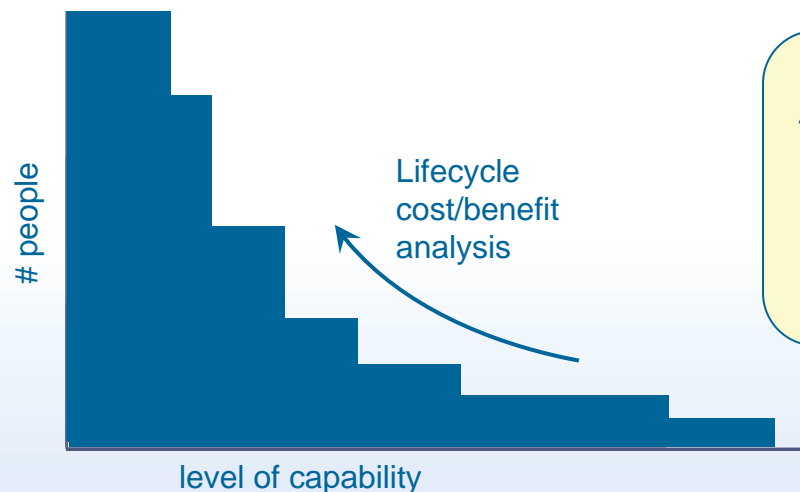 Lifecycle
cost/benefit
analysis
# people
level of capability